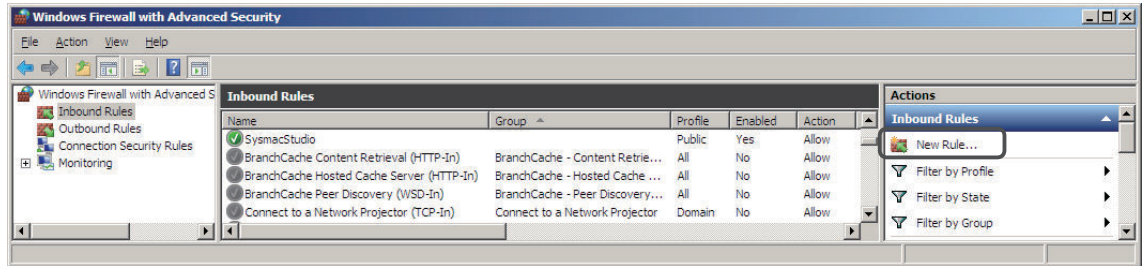 Windows Firewall with Advanced Security
File Action View Help
Windows Firewall with Advanced S
Inbound Rules
Outbound Rules
Connection Security Rules
Monitoring
Inbound Rules
Name Group Profile Enabled Action
SysmacStudio Public Yes Allow
BranchCache Content Retrieval (HTTP-In) BranchCache - Content Retrie... All No Allow
BranchCache Hosted Cache Server (HTTP-In) BranchCache - Hosted Cache ... All No Allow
BranchCache Peer Discovery (WSD-In) BranchCache - Peer Discovery... All No Allow
Connect to a Network Projector (TCP-In) Connect to a Network Projector Domain No Allow
Actions
Inbound Rules
New Rule...
Filter by Profile
Filter by State
Filter by Group